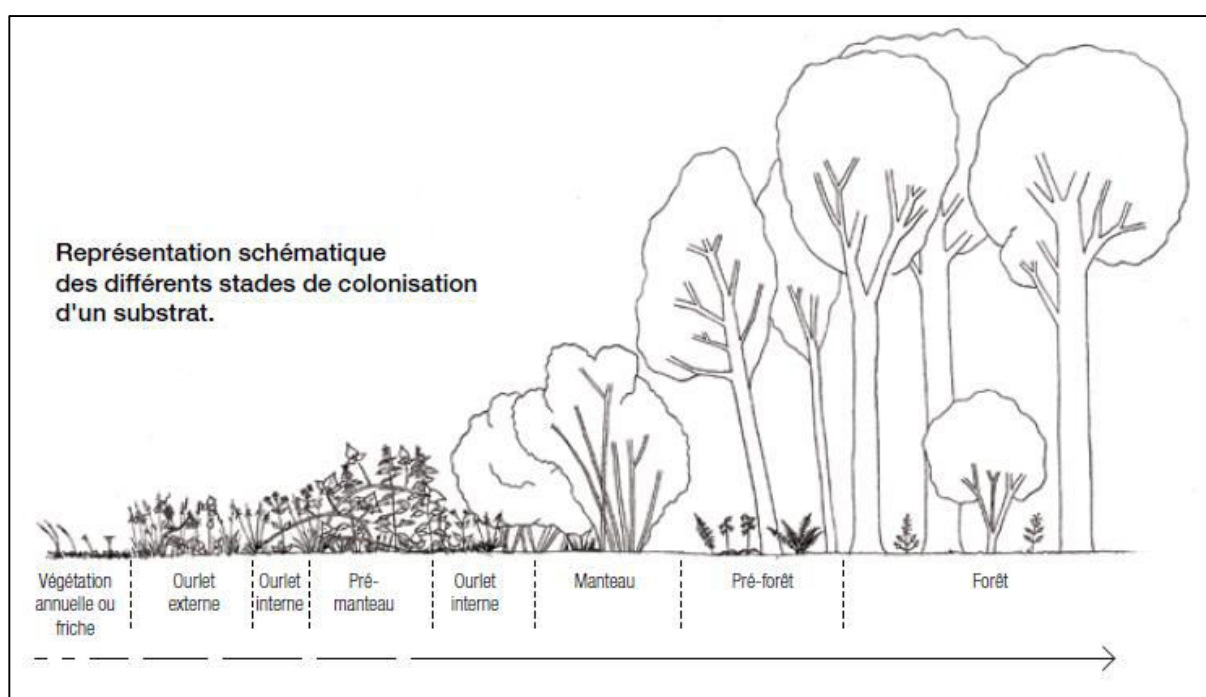 Représentation schématique
des différents stades de colonisation
d'un substrat.
Végétation
annuelle ou
friche
Ourlet
externe
Ourlet
interne
Pré-
manteau
Ourlet
interne
Manteau
Pré-forêt
Forêt